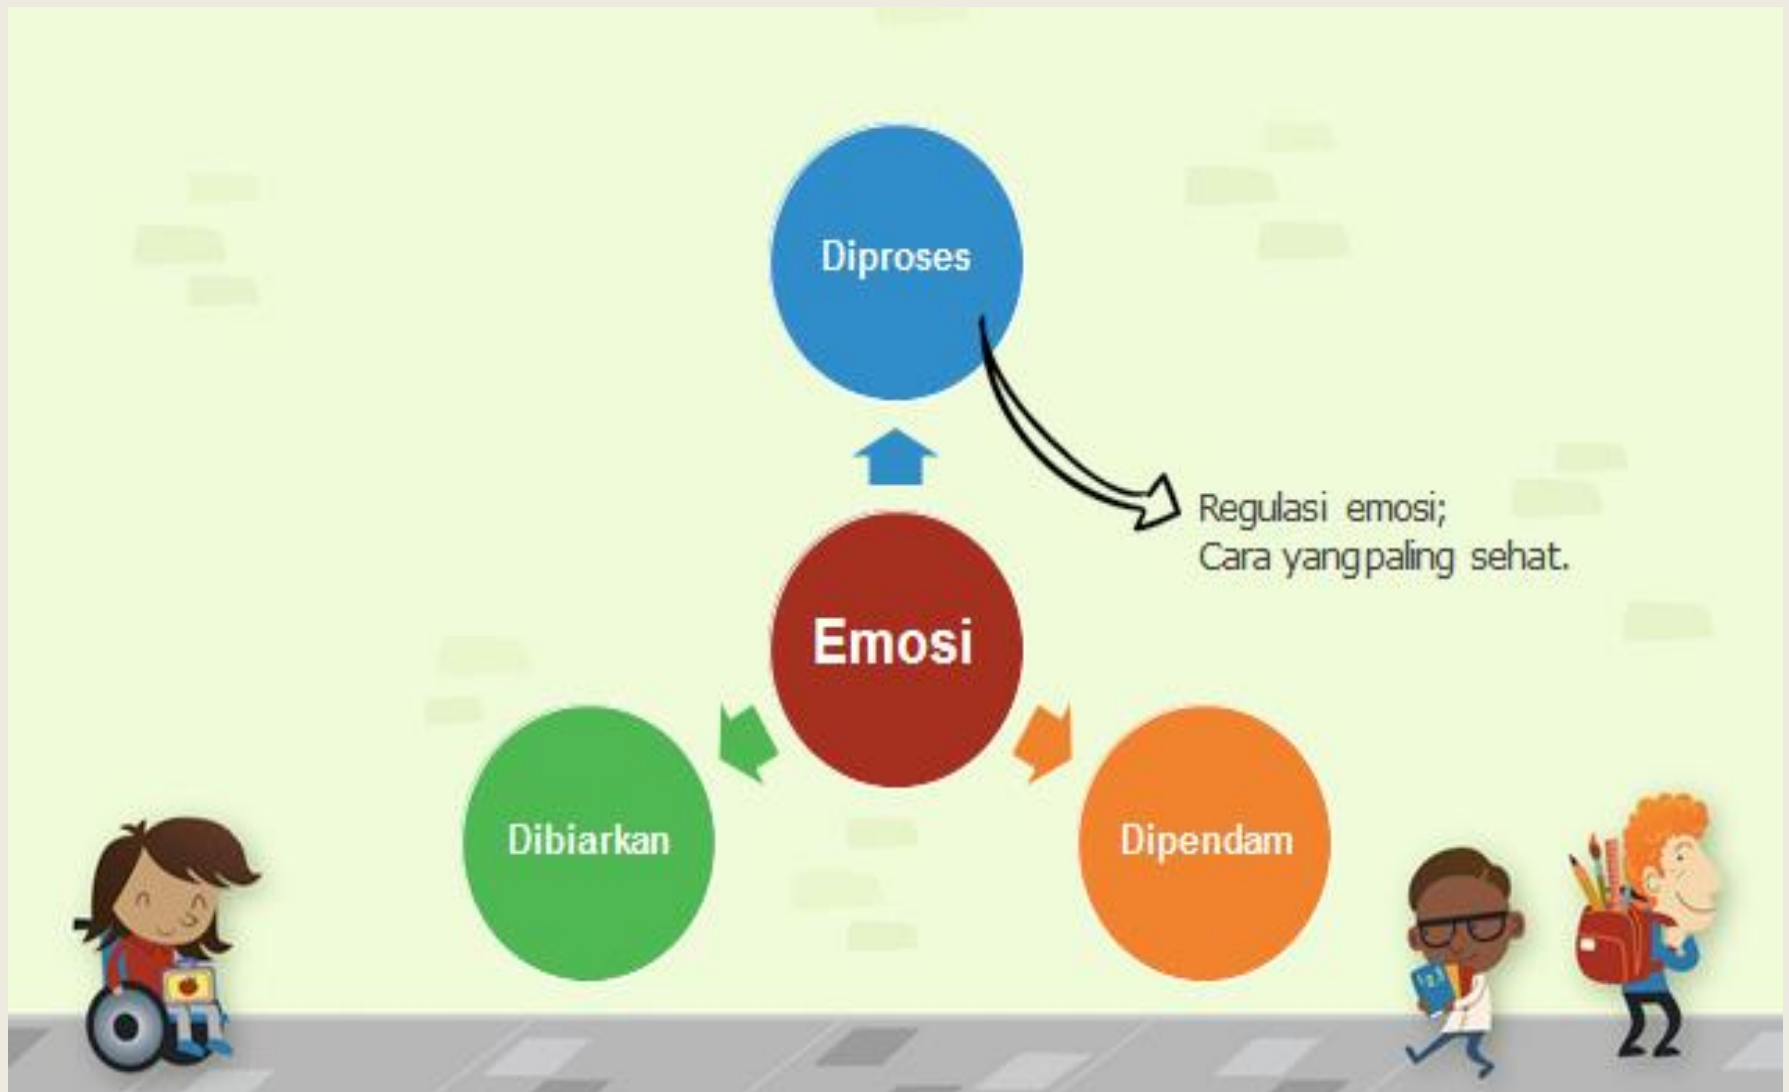 Diproses
Regulasi emosi;
Cara yang paling sehat.
Emosi
Dibiarkan
Dipendam